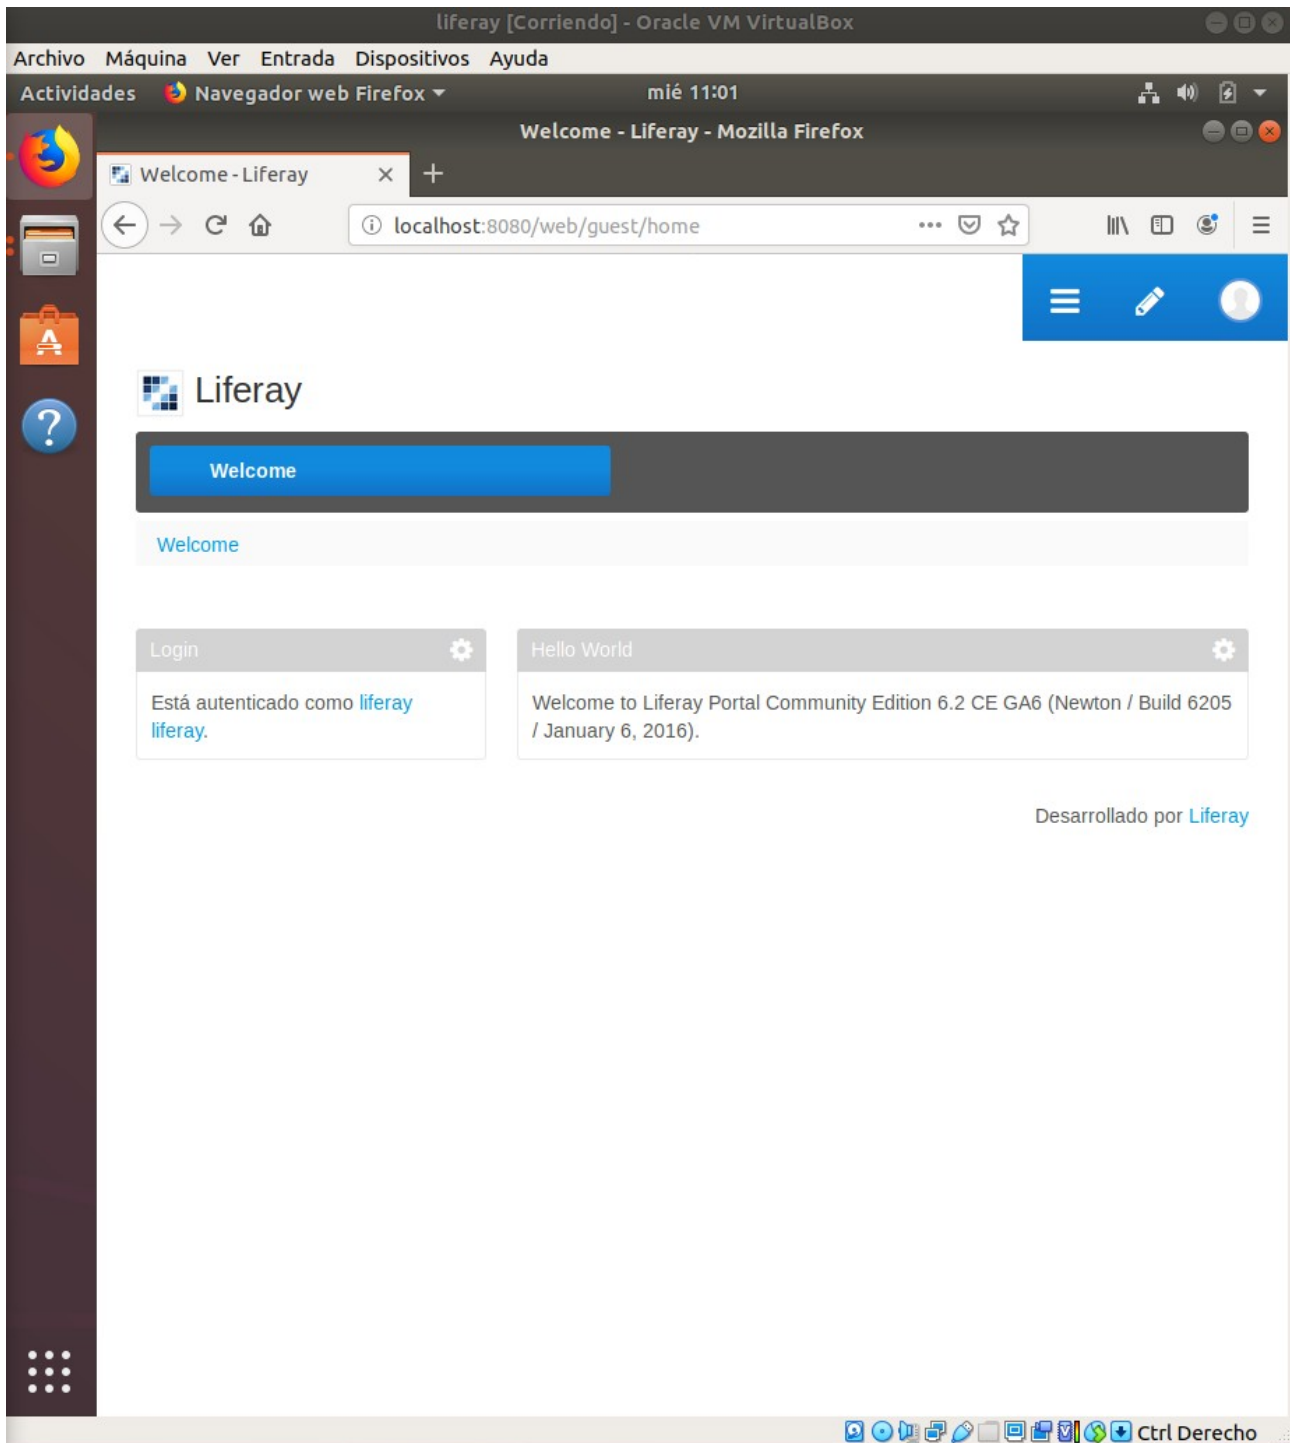 liferay [Corriendo] - Oracle VM VirtualBox
Archivo Máquina Ver Entrada Dispositivos Ayuda
Actividades Navegador web Firefox mié 11:01
Welcome - Liferay - Mozilla Firefox
Welcome - Liferay
localhost:8080/web/guest/home
Liferay
Welcome
Welcome
Login
Está autenticado como liferay
liferay.
Hello World
Welcome to Liferay Portal Community Edition 6.2 CE GA6 (Newton / Build 6205
/ January 6, 2016).
Desarrollado por Liferay
Ctrl Derecho